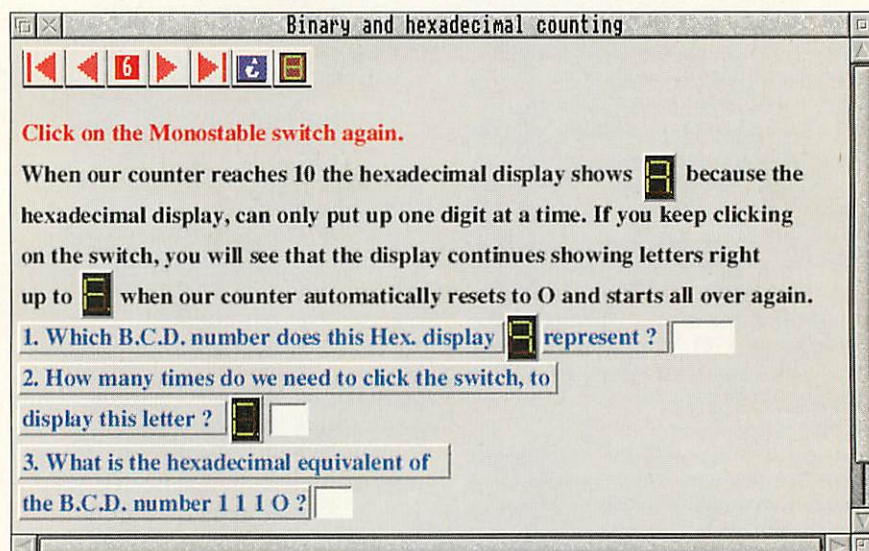 Binary and hexadecimal counting
6
Click on the Monostable switch again.
When our counter reaches 10 the hexadecimal display shows A because the
hexadecimal display, can only put up one digit at a time. If you keep clicking
on the switch, you will see that the display continues showing letters right
up to F when our counter automatically resets to O and starts all over again.
1. Which B.C.D. number does this Hex. display represent ?
2. How many times do we need to click the switch, to
display this letter ?
3. What is the hexadecimal equivalent of
the B.C.D. number 1 1 1 O ?